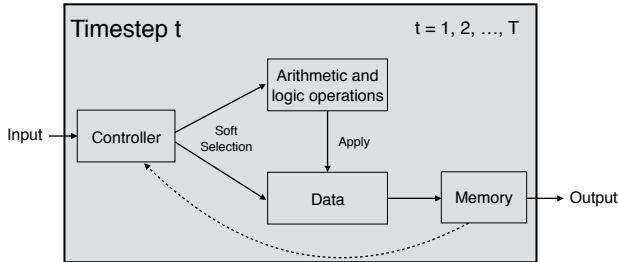 Timestep t
t = 1, 2, …, T
Arithmetic and
logic operations
Input
Controller
Soft
Selection
Apply
Data
Memory
Output